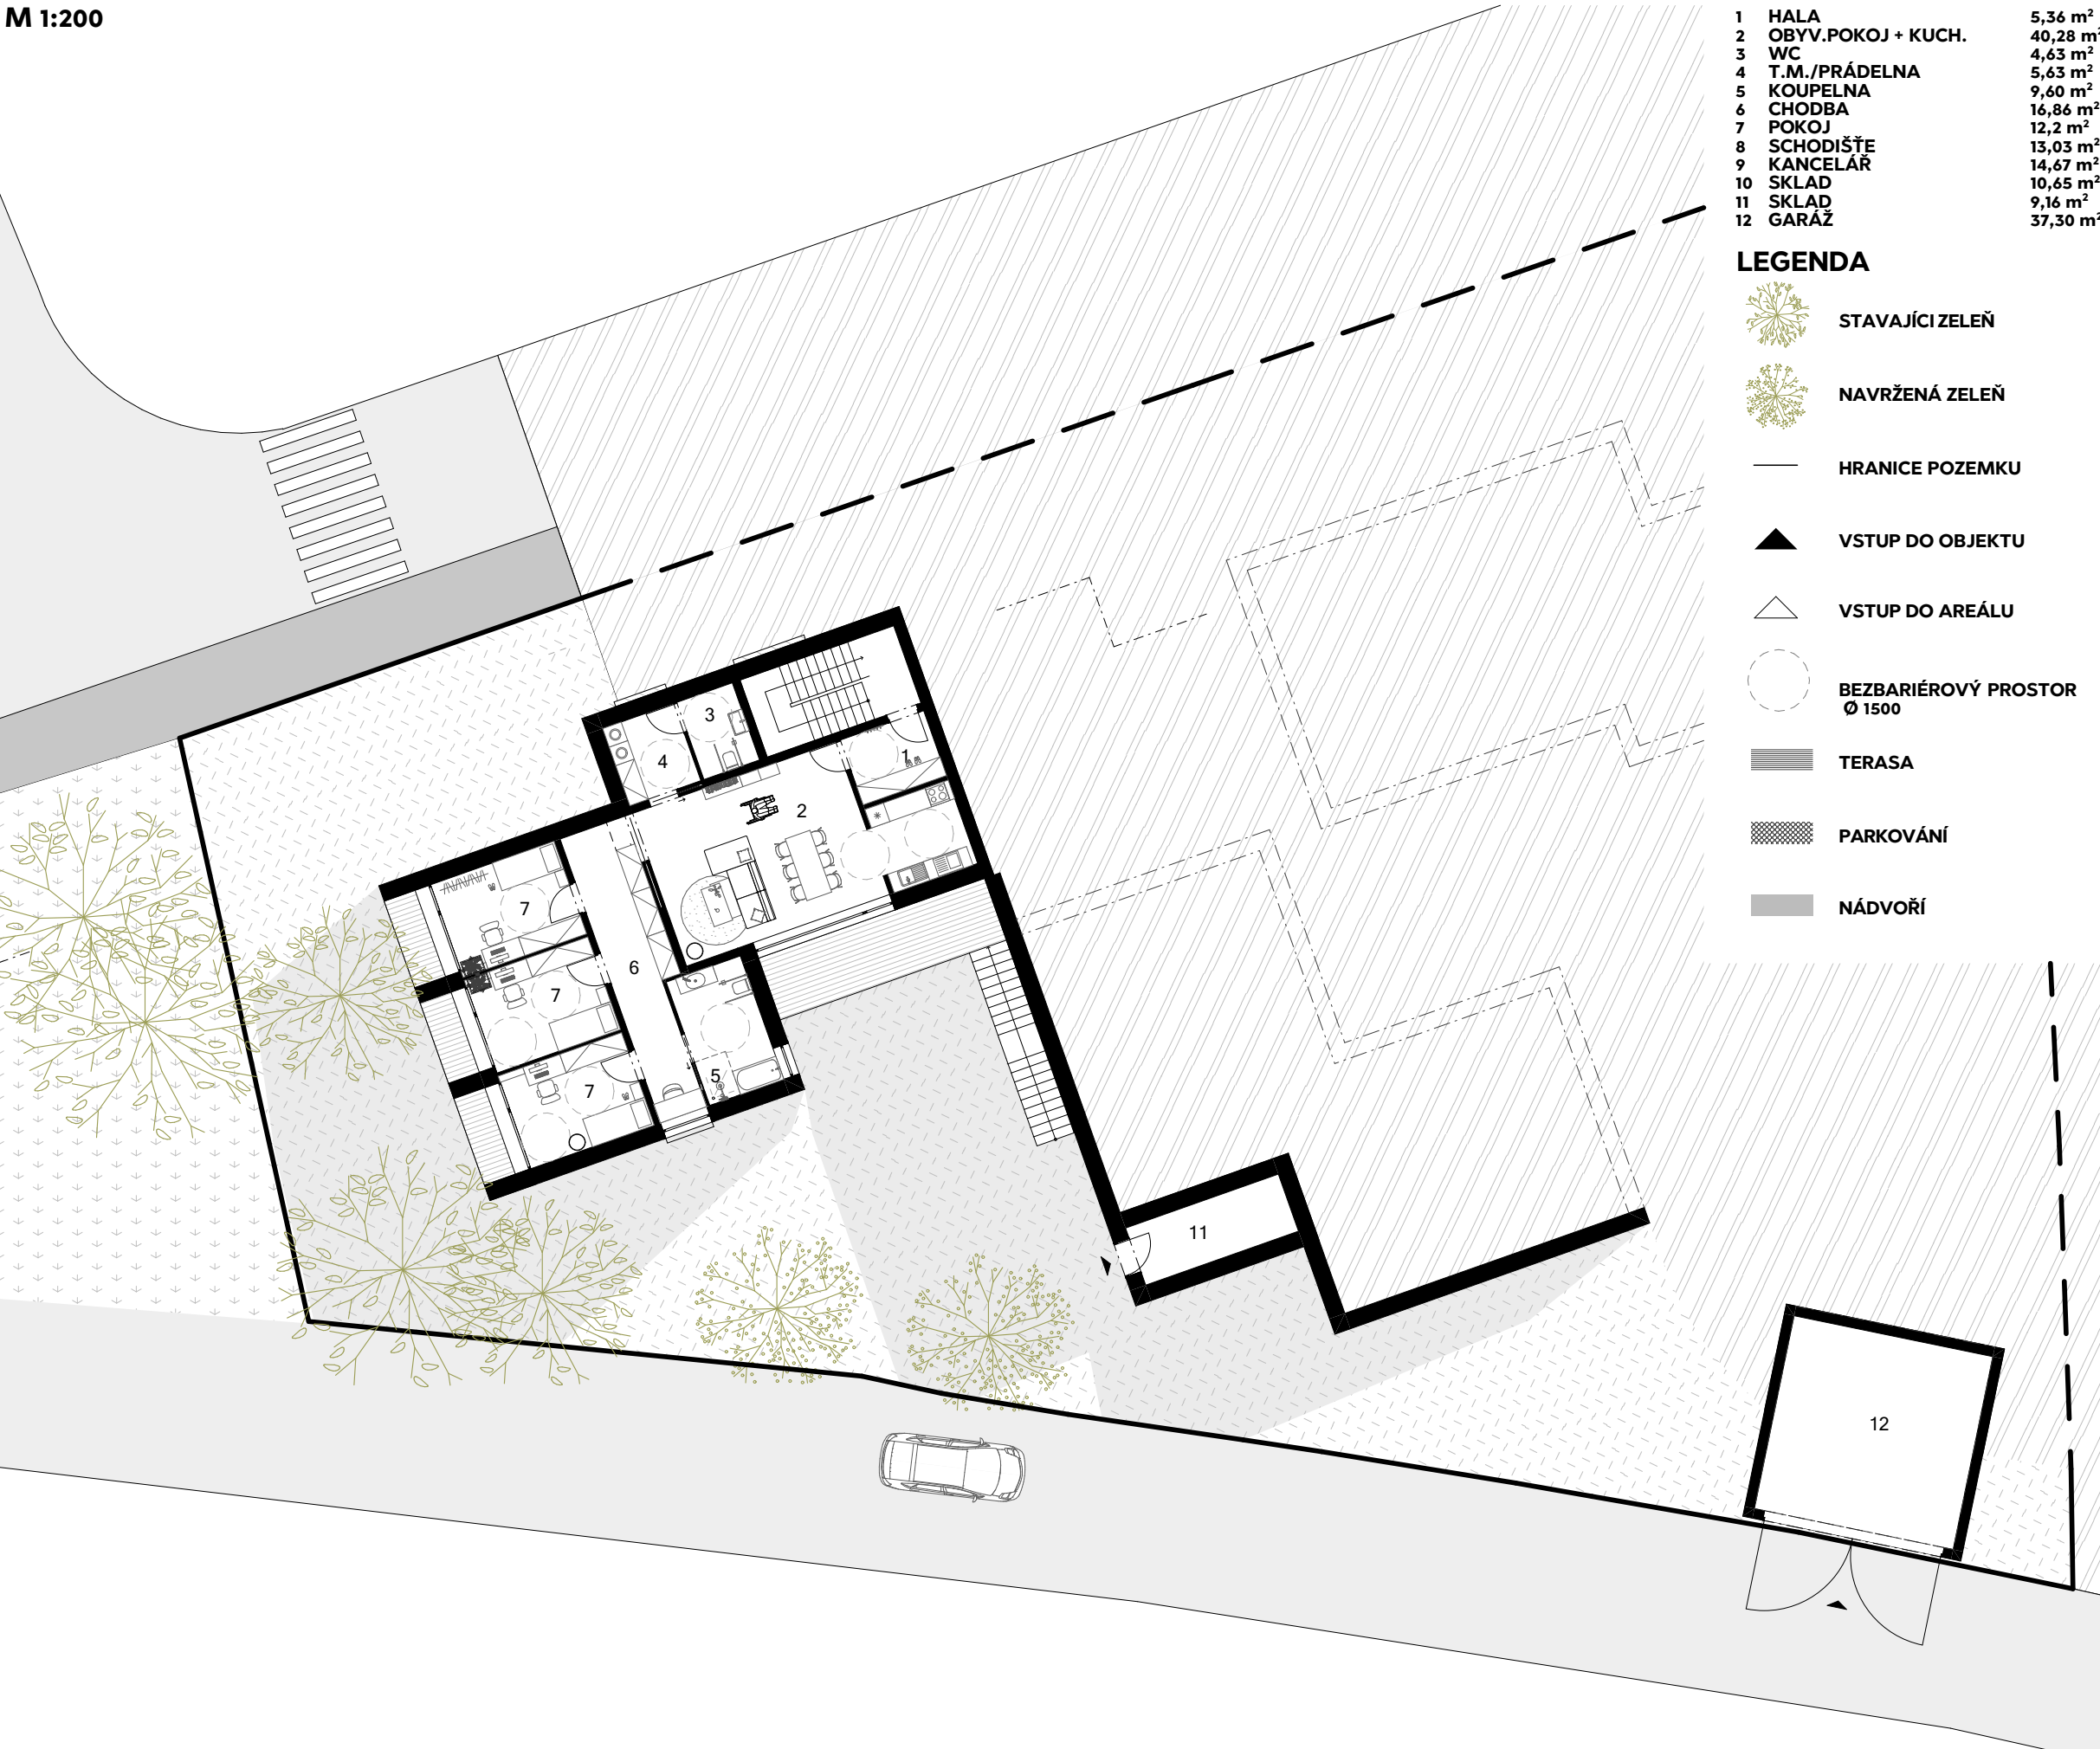 M 1:200
1 HALA 5,36 m²
2 OBYV.POKOJ + KUCH. 40,28 m²
3 WC 4,63 m²
4 T.M./PRÁDELNA 5,63 m²
5 KOUPELNA 9,60 m²
6 CHODBA 16,86 m²
7 POKOJ 12,2 m²
8 SCHODIŠŤE 13,03 m²
9 KANCELÁŘ 14,67 m²
10 SKLAD 10,65 m²
11 SKLAD 9,16 m²
12 GARÁŽ 37,30 m²
LEGENDA
STAVAJÍCI ZELEŇ
NAVRŽENÁ ZELEŇ
HRANICE POZEMKU
VSTUP DO OBJEKTU
VSTUP DO AREÁLU
BEZBARIÉROVÝ PROSTOR
Ø 1500
TERASA
PARKOVÁNÍ
NÁDVOŘÍ
3
1
4
2
7
6
7
5
7
11
12